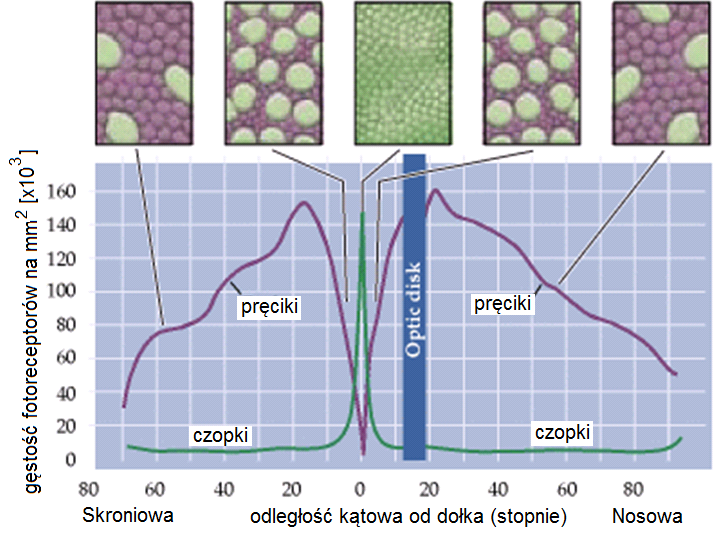 gęstość fotoreceptorów na mm² [x10³]
160
140
120
100
80
60
40
20
0
pręciki
pręciki
Optic disk
czopki
czopki
80 60 40 20 0 20 40 60 80
Skroniowa odległość kątowa od dołka (stopnie) Nosowa